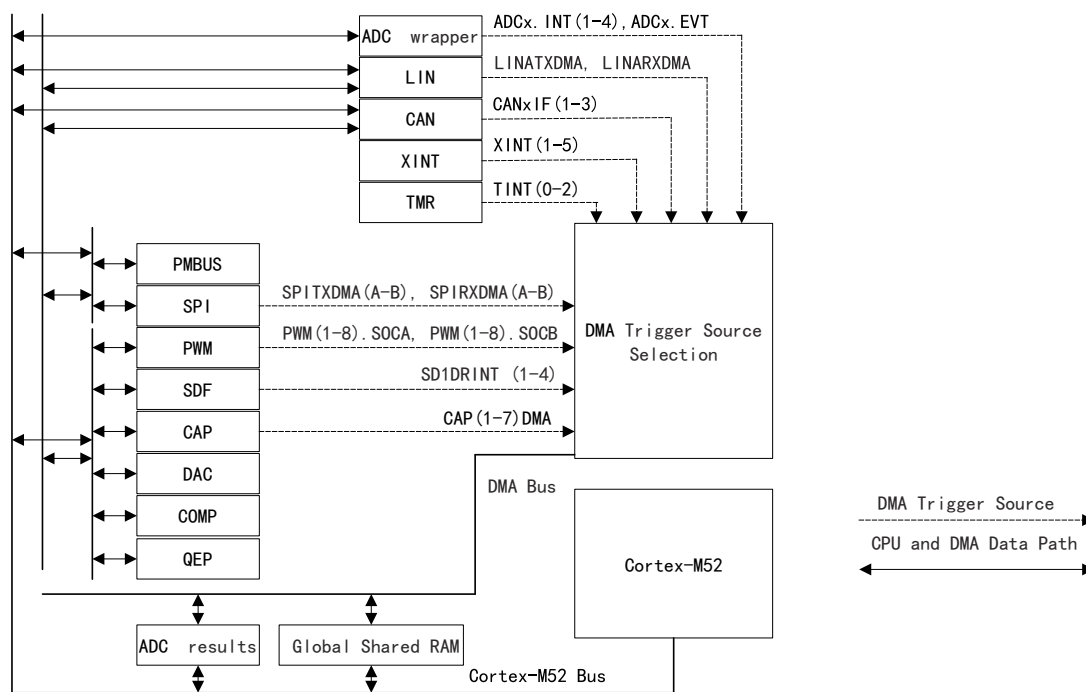 ADC wrapper
ADCx.INT(1-4), ADCx.EVT
LIN
LINATXDMA, LINARXDMA
CAN
CANxIF(1-3)
XINT
XINT(1-5)
TMR
TINT(0-2)
PMBUS
SPI
SPITXDMA(A-B), SPIRXDMA(A-B)
PWM
PWM(1-8).SOCA, PWM(1-8).SOCB
SDF
SD1DRINT (1-4)
CAP
CAP(1-7)DMA
DAC
COMP
QEP
DMA Trigger Source
Selection
DMA Bus
Cortex-M52
DMA Trigger Source
CPU and DMA Data Path
ADC results
Global Shared RAM
Cortex-M52 Bus